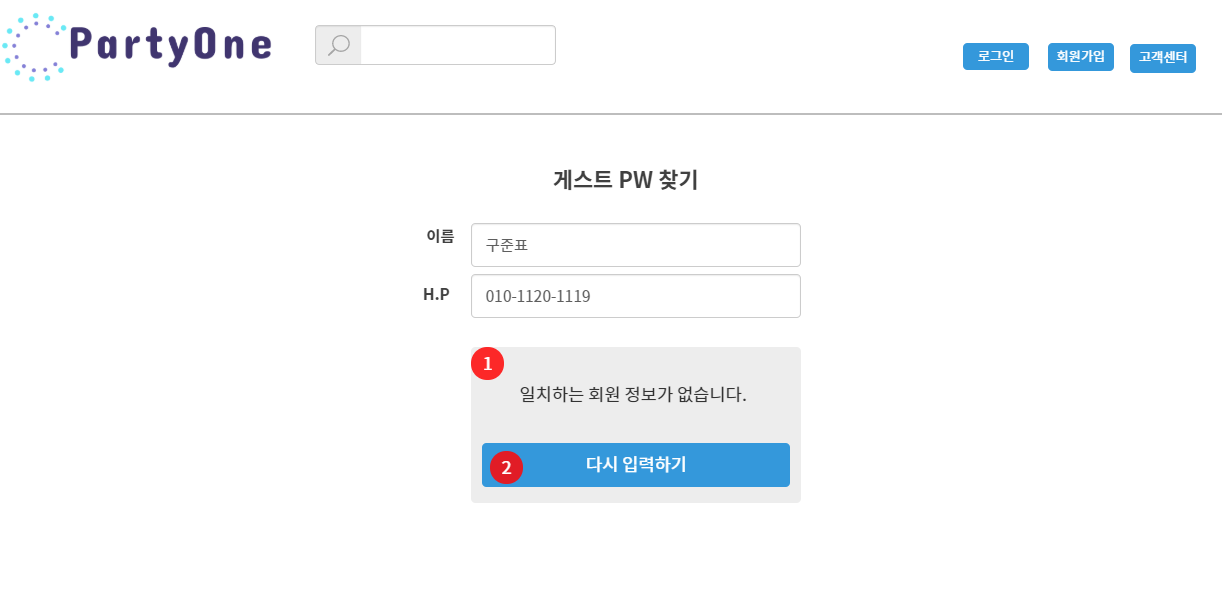 PartyOne
로그인 회원가입 고객센터
게스트 PW 찾기
이름 구준표
H.P 010-1120-1119
1
일치하는 회원 정보가 없습니다.
2 다시 입력하기